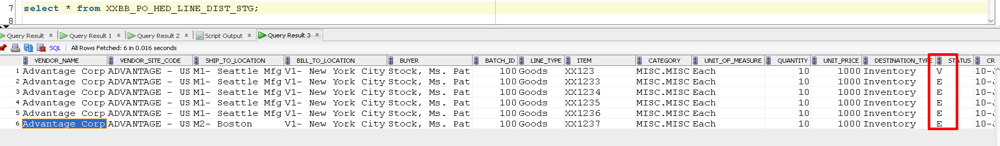 7 select * from XXBB_PO_HED_LINE_DIST_STG;
8
Query Result × Query Result 1 × Query Result 2 × Script Output × Query Result 3 ×
SQL | All Rows Fetched: 6 in 0.016 seconds
VENDOR_NAME VENDOR_SITE_CODE SHIP_TO_LOCATION BILL_TO_LOCATION BUYER BATCH_ID LINE_TYPE ITEM CATEGORY UNIT_OF_MEASURE QUANTITY UNIT_PRICE DESTINATION_TYPE STATUS CR
1 Advantage Corp ADVANTAGE - US M1- Seattle Mfg V1- New York City Stock, Ms. Pat 100 Goods XX123 MISC.MISC Each 10 1000 Inventory V 10-J
2 Advantage Corp ADVANTAGE - US M1- Seattle Mfg V1- New York City Stock, Ms. Pat 100 Goods XX1233 MISC.MISC Each 10 1000 Inventory E 10-J
3 Advantage Corp ADVANTAGE - US M1- Seattle Mfg V1- New York City Stock, Ms. Pat 100 Goods XX1234 MISC.MISC Each 10 1000 Inventory E 10-J
4 Advantage Corp ADVANTAGE - US M1- Seattle Mfg V1- New York City Stock, Ms. Pat 100 Goods XX1235 MISC.MISC Each 10 1000 Inventory E 10-J
5 Advantage Corp ADVANTAGE - US M1- Seattle Mfg V1- New York City Stock, Ms. Pat 100 Goods XX1236 MISC.MISC Each 10 1000 Inventory E 10-J
6 Advantage Corp ADVANTAGE - US M2- Boston V1- New York City Stock, Ms. Pat 100 Goods XX1237 MISC.MISC Each 10 1000 Inventory E 10-J